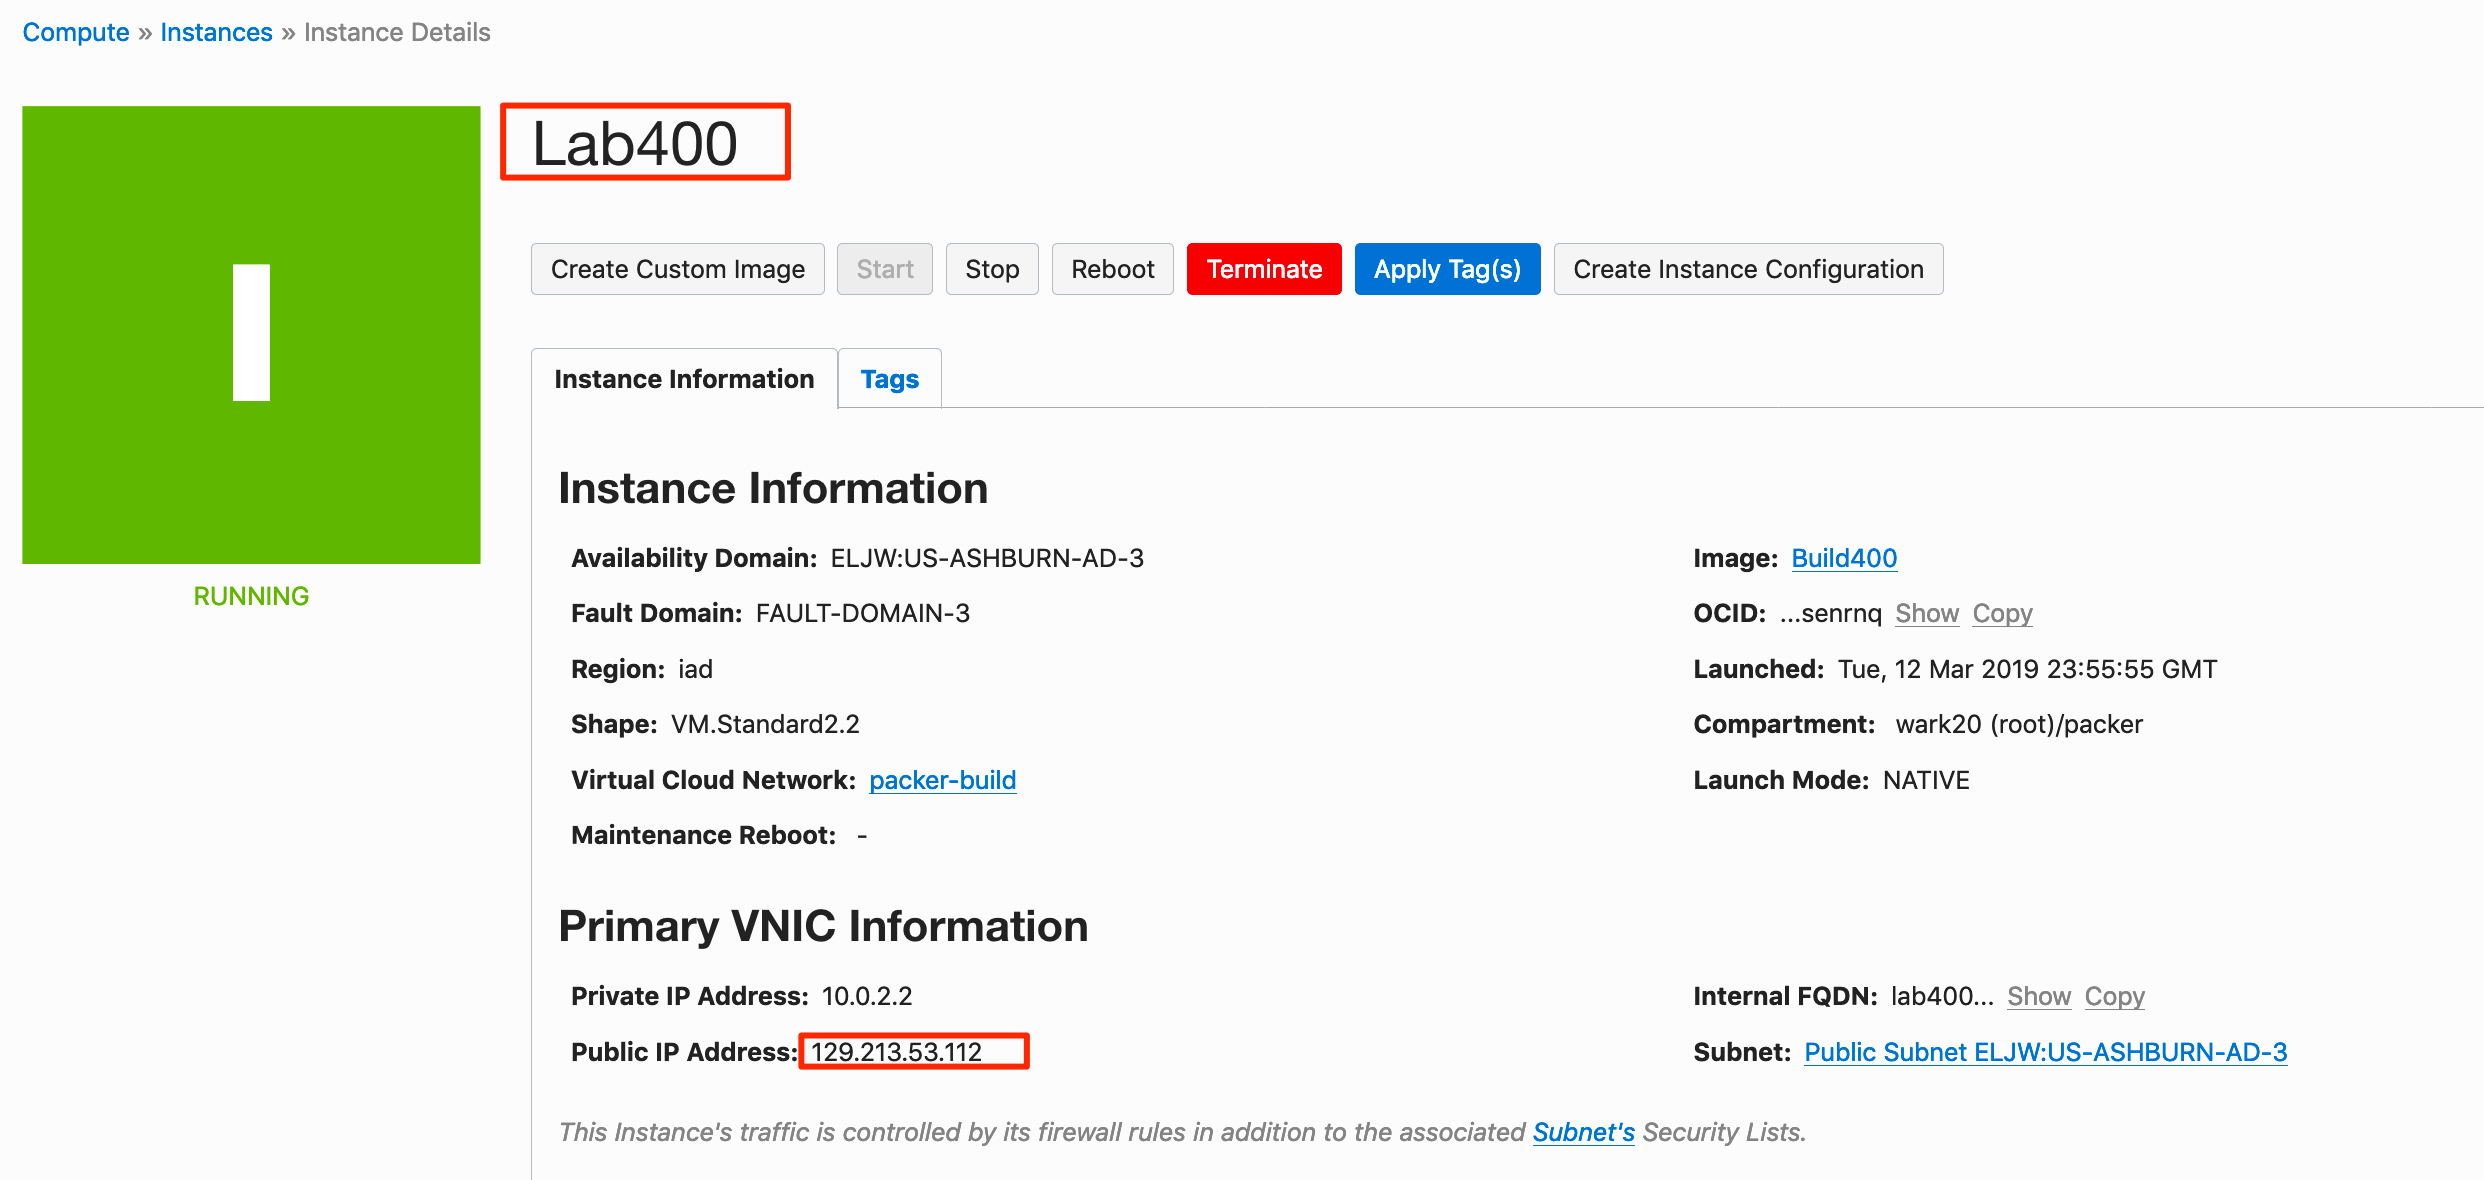 Compute » Instances » Instance Details
Lab400
Create Custom Image Start Stop Reboot Terminate Apply Tag(s) Create Instance Configuration
I
Instance Information Tags
Instance Information
Availability Domain: ELJW:US-ASHBURN-AD-3 Image: Build400
RUNNING
Fault Domain: FAULT-DOMAIN-3 OCID: ...senrnq Show Copy
Region: iad Launched: Tue, 12 Mar 2019 23:55:55 GMT
Shape: VM.Standard2.2 Compartment: wark20 (root)/packer
Virtual Cloud Network: packer-build Launch Mode: NATIVE
Maintenance Reboot: -
Primary VNIC Information
Private IP Address: 10.0.2.2 Internal FQDN: lab400... Show Copy
Public IP Address: 129.213.53.112 Subnet: Public Subnet ELJW:US-ASHBURN-AD-3
This Instance's traffic is controlled by its firewall rules in addition to the associated Subnet's Security Lists.